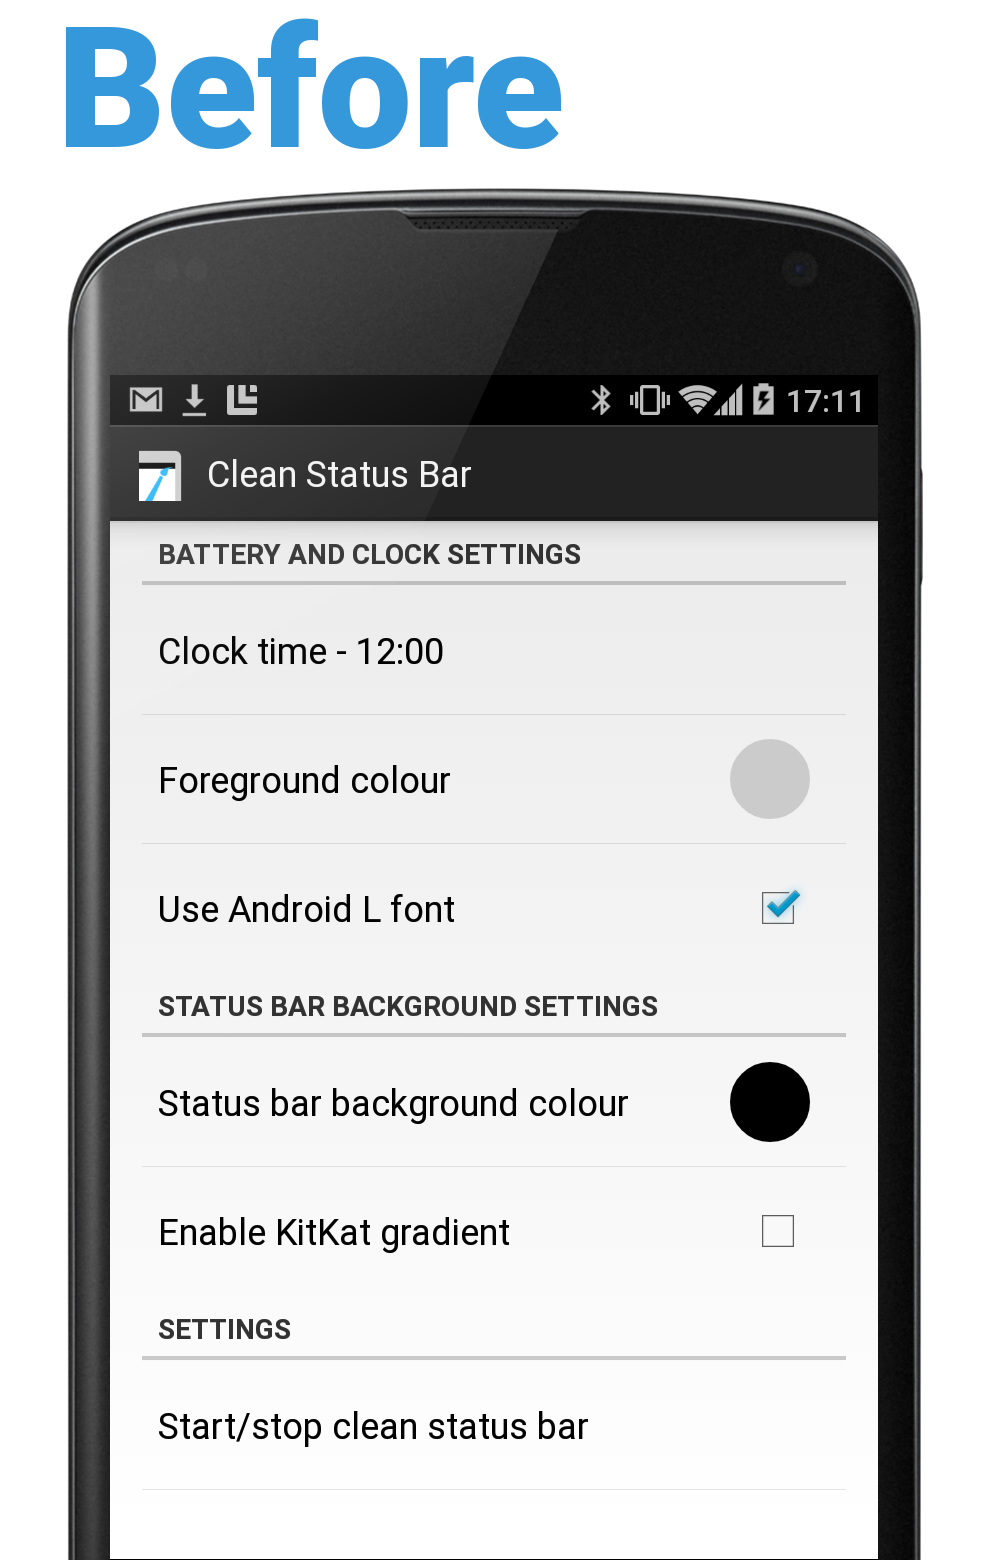 Before
17:11
Clean Status Bar
BATTERY AND CLOCK SETTINGS
Clock time - 12:00
Foreground colour
Use Android L font
STATUS BAR BACKGROUND SETTINGS
Status bar background colour
Enable KitKat gradient
SETTINGS
Start/stop clean status bar